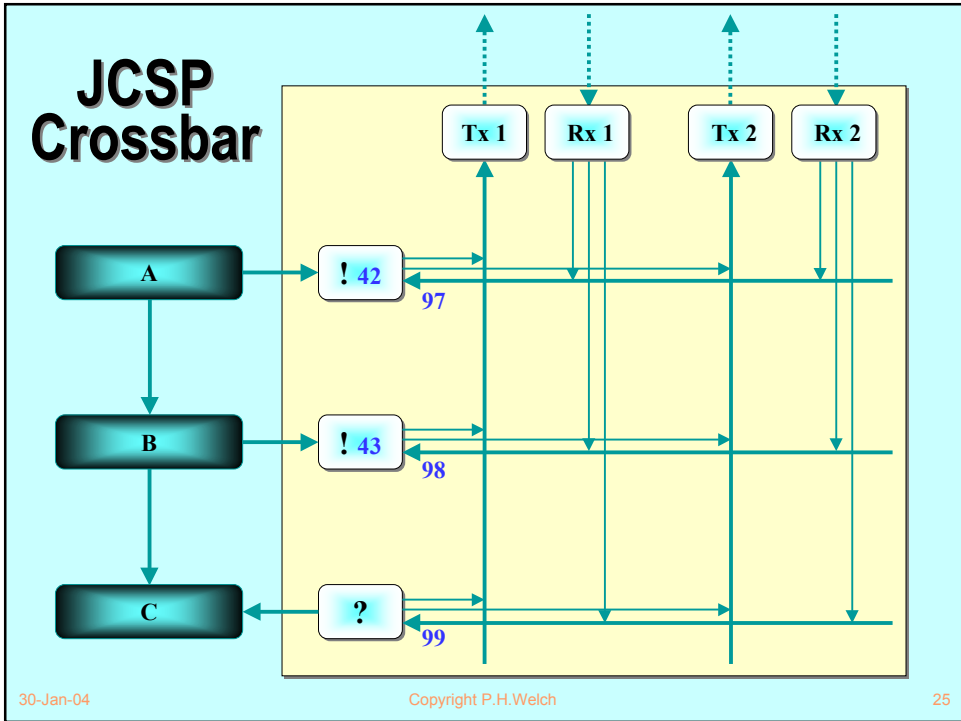 JCSP
Crossbar
Tx 1
Rx 1
Tx 2
Rx 2
A
! 42
97
B
! 43
98
C
?
99
30-Jan-04
Copyright P.H.Welch
25